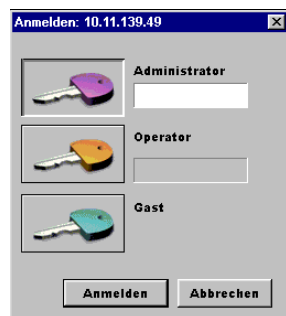 Anmelden: 10.11.139.49
Administrator
Operator
Gast
Anmelden
Abbrechen